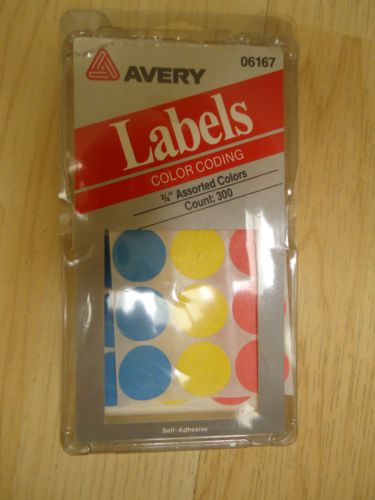 AVERY
06167
Labels
COLOR CODING
3/4" Assorted Colors
Count: 300
Self-Adhesive